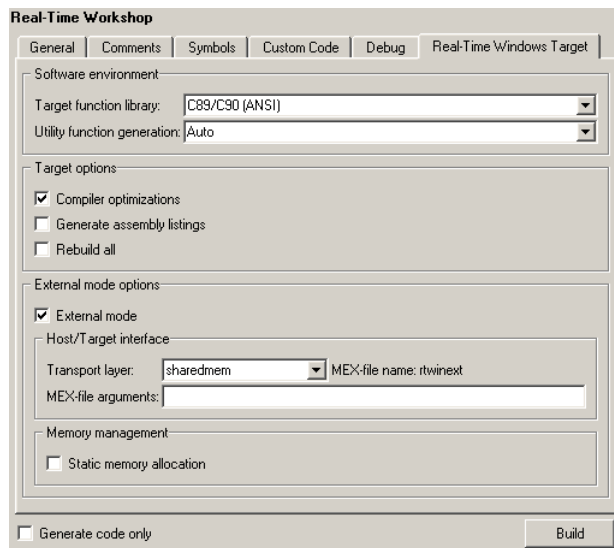 Real-Time Workshop
General Comments Symbols Custom Code Debug Real-Time Windows Target
Software environment
Target function library: C89/C90 (ANSI)
Utility function generation: Auto
Target options
Compiler optimizations
Generate assembly listings
Rebuild all
External mode options
External mode
Host/Target interface
Transport layer: sharedmem MEX-file name: rtwinext
MEX-file arguments:
Memory management
Static memory allocation
Generate code only Build